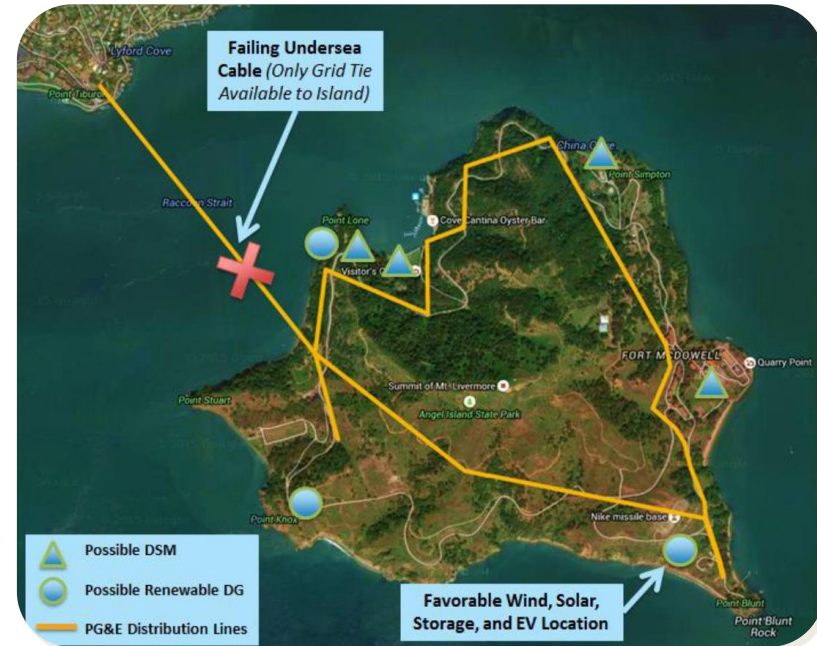 Failing Undersea
Cable (Only Grid Tie
Available to Island)
Lyford Cove
Point Tiburo
Raccoon Strait
China Cove
Point Simpton
Point Lone
Cove Cantina Oyster Bar
Visitor's C
FORT McDOWELL
Quarry Point
Summit of Mt. Livermore
Point Stuart
Angel Island State Park
Point Knox
Nike missile base
Possible DSM
Possible Renewable DG
PG&E Distribution Lines
Favorable Wind, Solar,
Storage, and EV Location
Point Blunt
Point Blunt
Rock